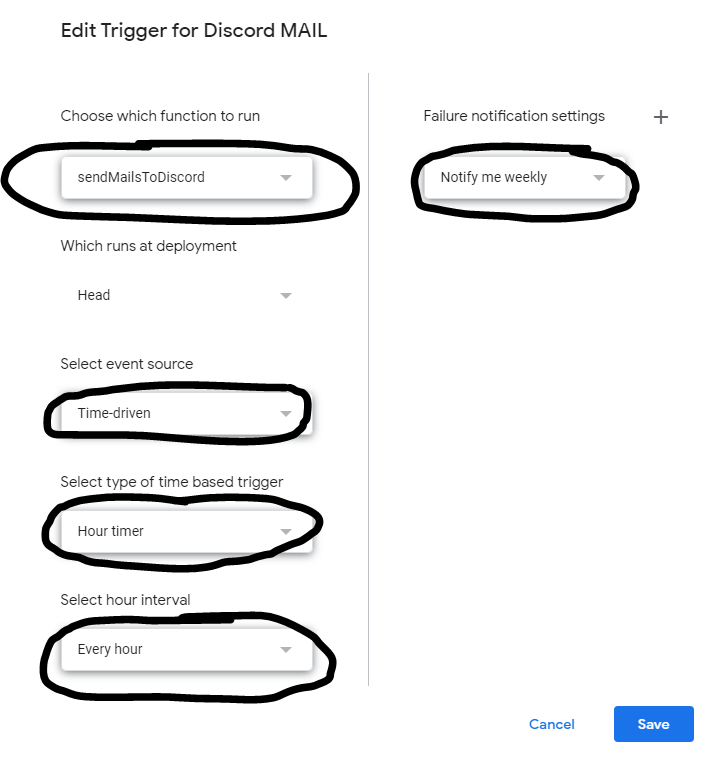 Edit Trigger for Discord MAIL
Choose which function to run
sendMailsToDiscord
Which runs at deployment
Head
Select event source
Time-driven
Select type of time based trigger
Hour timer
Select hour interval
Every hour
Failure notification settings +
Notify me weekly
Cancel Save